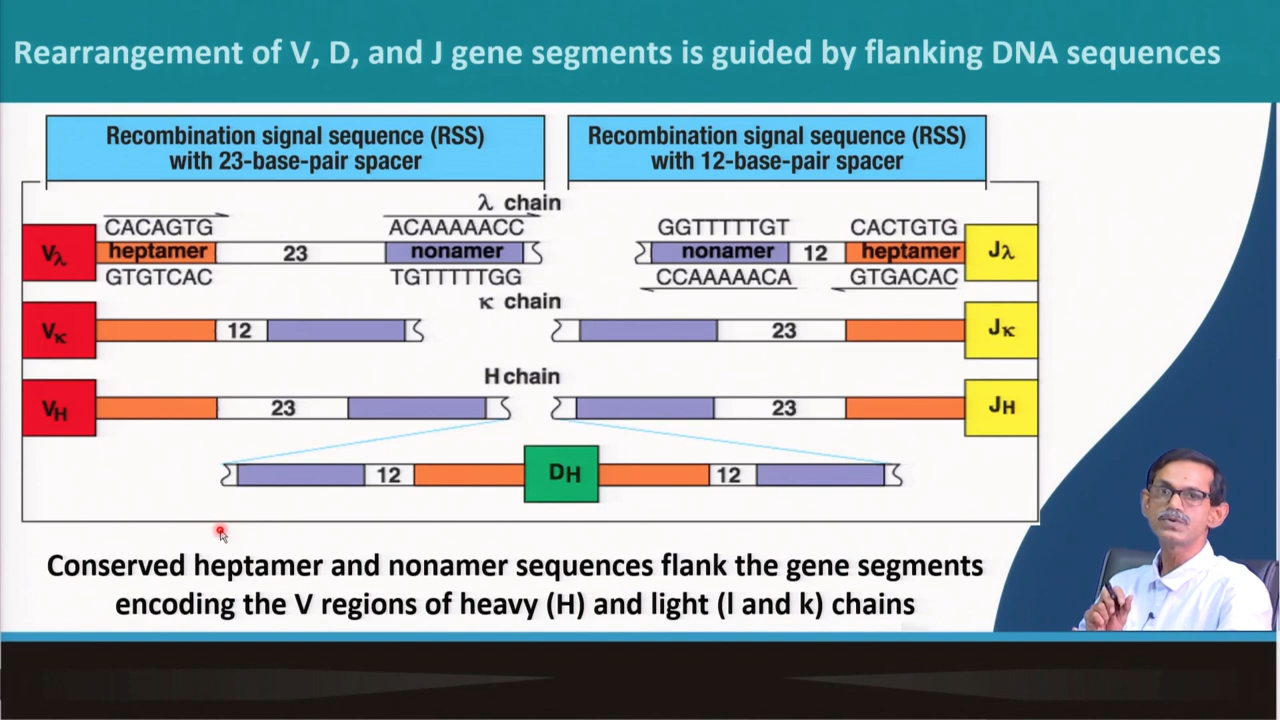 Rearrangement of V, D, and J gene segments is guided by flanking DNA sequences
Recombination signal sequence (RSS)
with 23-base-pair spacer
Recombination signal sequence (RSS)
with 12-base-pair spacer
λ chain
CACAGTG
ACAAAAACC
GGTTTTTGT
CACTGTG
Vλ
heptamer
23
nonamer
nonamer
12
heptamer
Jλ
GTGTCAC
TGTTTTTGG
CCAAAAACA
GTGACAC
κ chain
Vκ
12
23
Jκ
H chain
VH
23
23
JH
12
DH
12
Conserved heptamer and nonamer sequences flank the gene segments
encoding the V regions of heavy (H) and light (l and k) chains